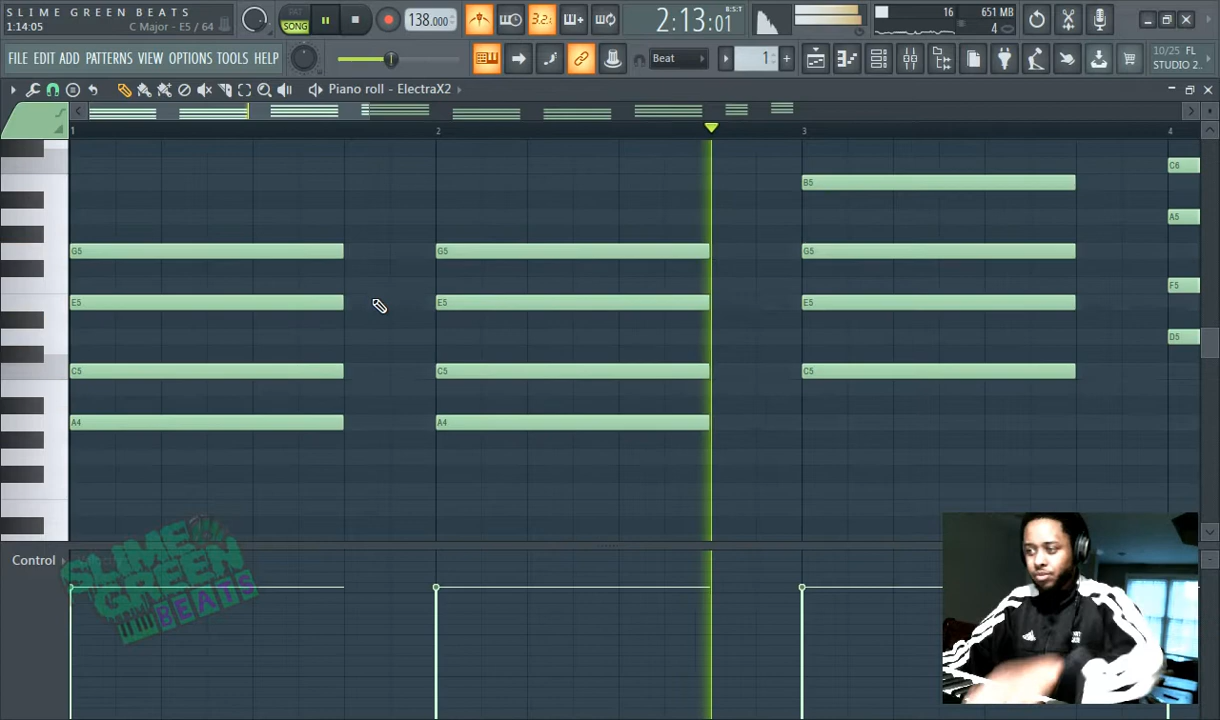 SLIME GREEN BEATS
1:14:05 C Major - E5 / 64
PAT
SONG
138.000
3.2.
2:13:01
B:S:T
16
651 MB
4
FILE EDIT ADD PATTERNS VIEW OPTIONS TOOLS HELP
Beat
1
10/25 FL
STUDIO 2..
Piano roll - ElectraX2
1 2 3 4
C6
B5
A5
G5 G5 G5
F5
E5 E5 E5
D5
C5 C5 C5
A4 A4
Control
SLIME
GREEN
BEATS